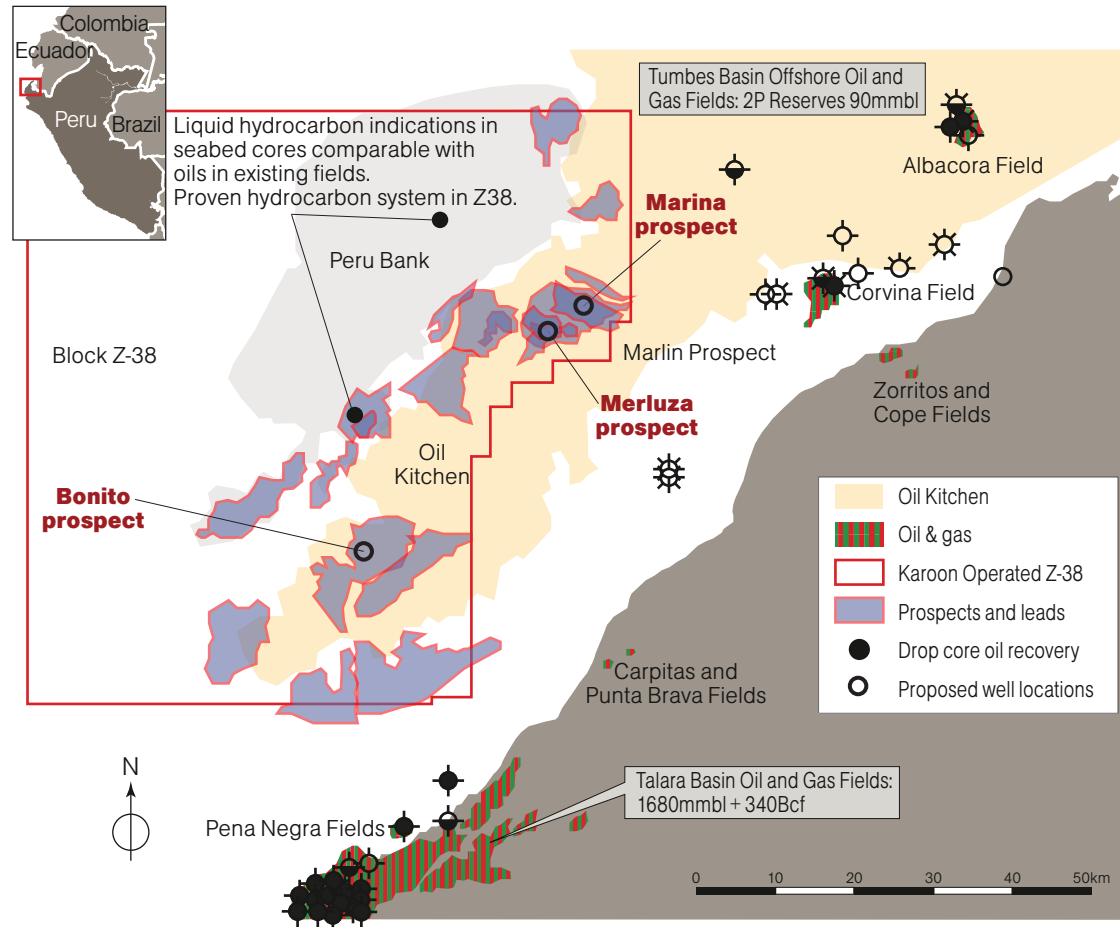 Colombia
Ecuador
Peru
Brazil
Tumbes Basin Offshore Oil and
Gas Fields: 2P Reserves 90mmbl
Liquid hydrocarbon indications in
seabed cores comparable with
oils in existing fields.
Proven hydrocarbon system in Z38.
Albacora Field
Marina
prospect
Peru Bank
Corvina Field
Block Z-38
Marlin Prospect
Zorritos and
Cope Fields
Merluza
prospect
Oil
Kitchen
Bonito
prospect
Oil Kitchen
Oil & gas
Karoon Operated Z-38
Prospects and leads
Drop core oil recovery
Proposed well locations
Carpitas and
Punta Brava Fields
N
Talara Basin Oil and Gas Fields:
1680mmbl + 340Bcf
Pena Negra Fields
0 10 20 30 40 50km